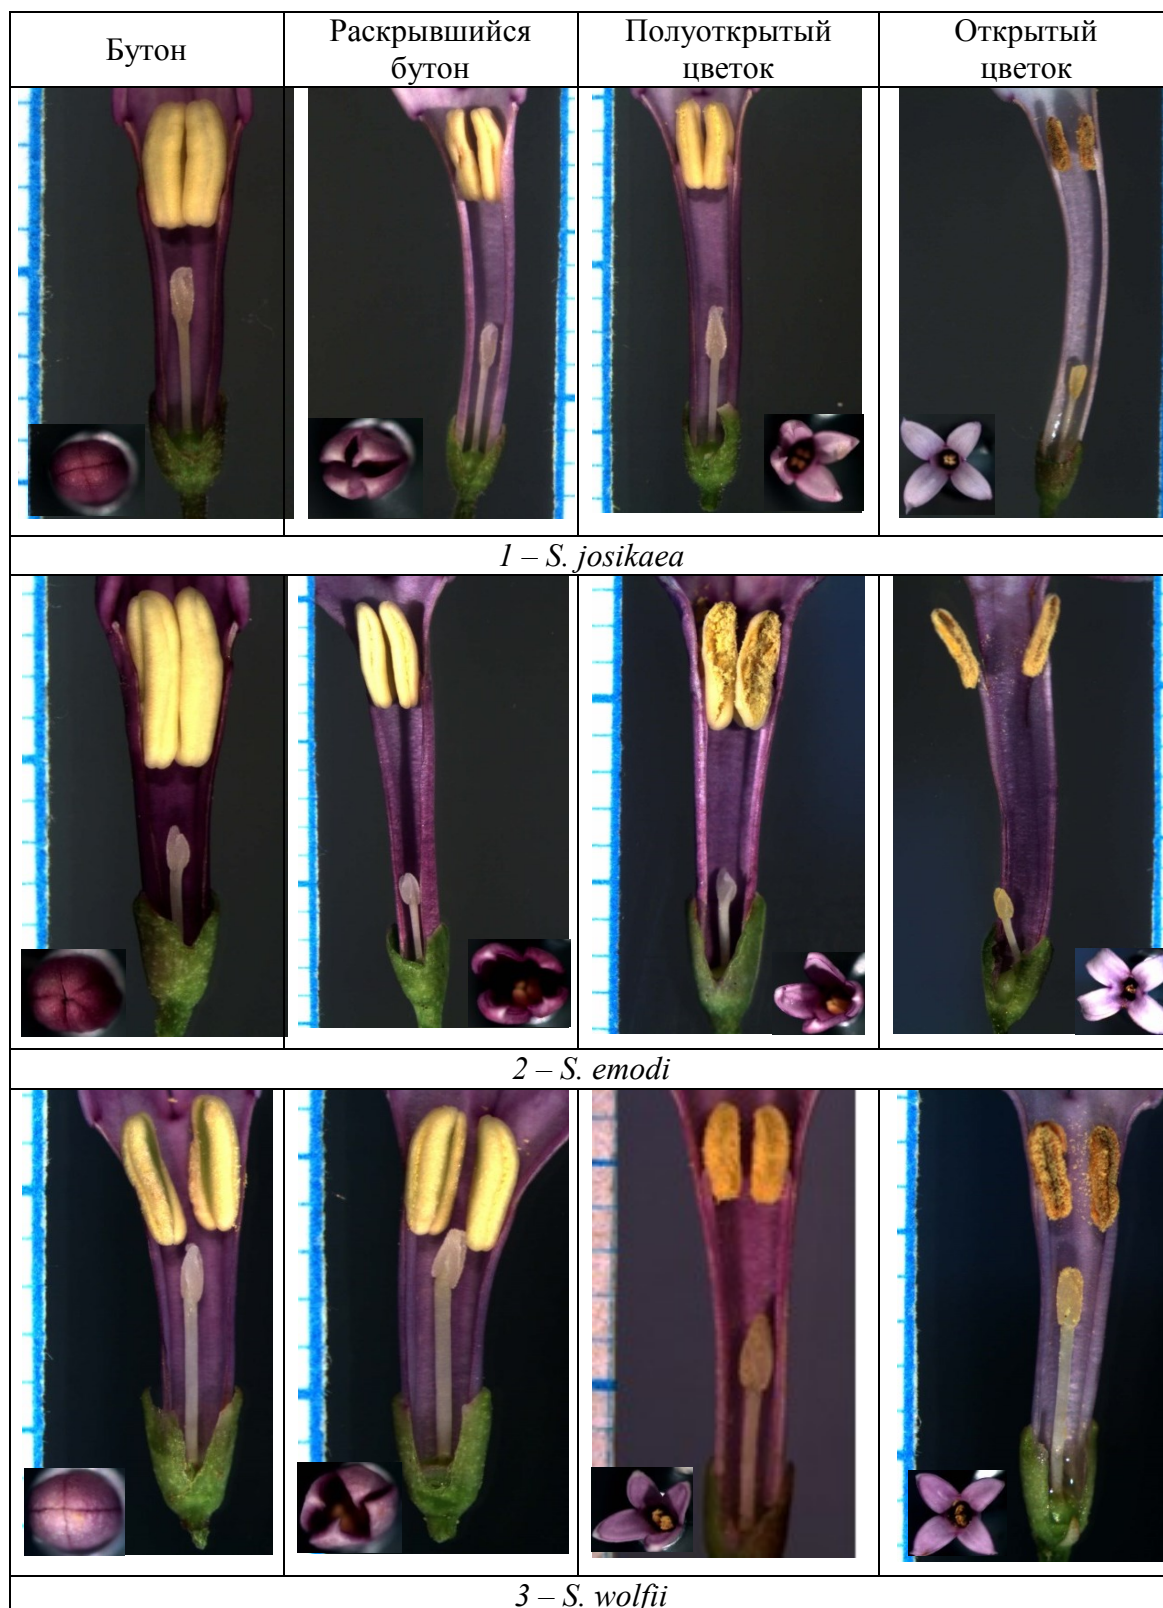 Бутон
Раскрывшийся
бутон
Полуоткрытый
цветок
Открытый
цветок
1 – S. josikaea
2 – S. emodi
3 – S. wolfii